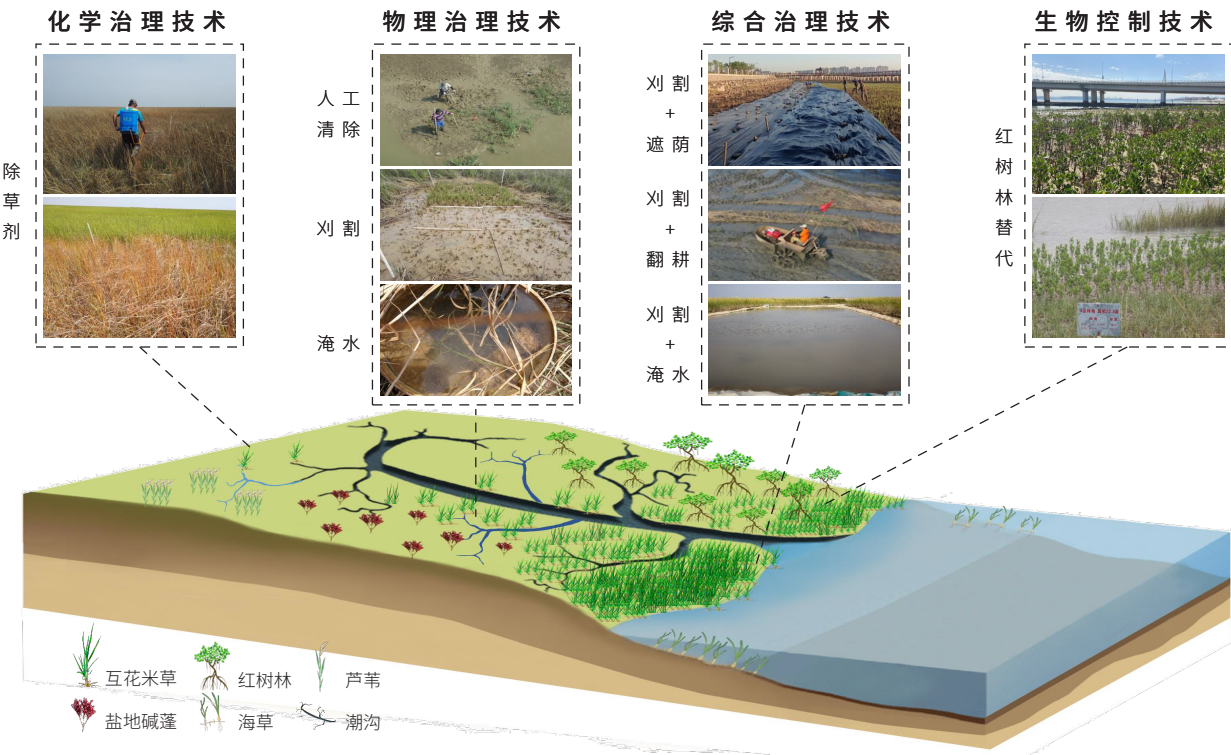 化学治理技术
物理治理技术
综合治理技术
生物控制技术
除草剂
人工
清除
刈割
淹水
刈割
+
遮荫
刈割
+
翻耕
刈割
+
淹水
红树林替代
互花米草
红树林
芦苇
盐地碱蓬
海草
潮沟